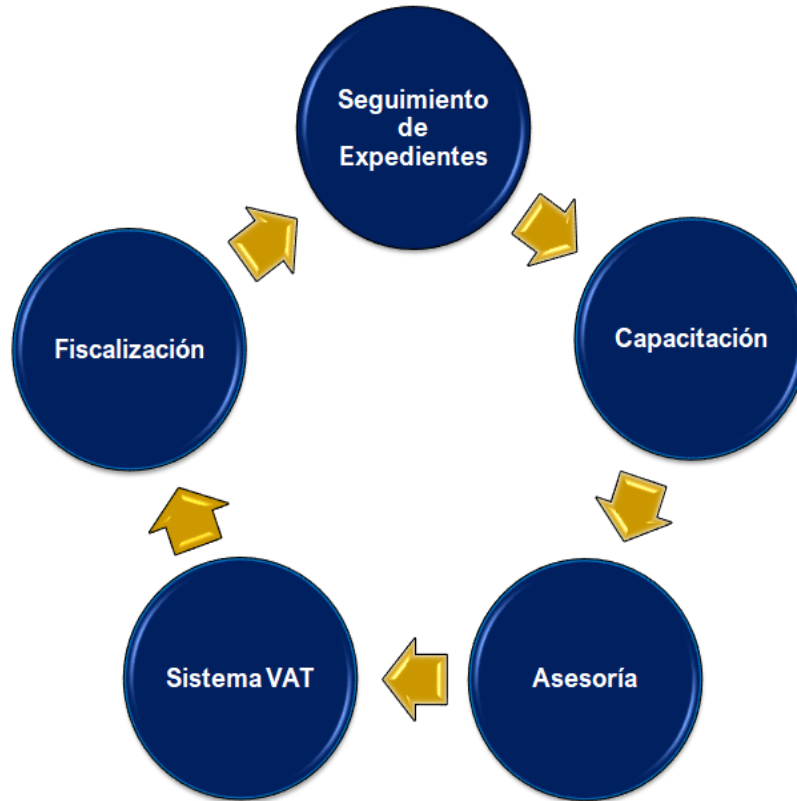 Seguimiento
de
Expedientes
Capacitación
Asesoría
Sistema VAT
Fiscalización